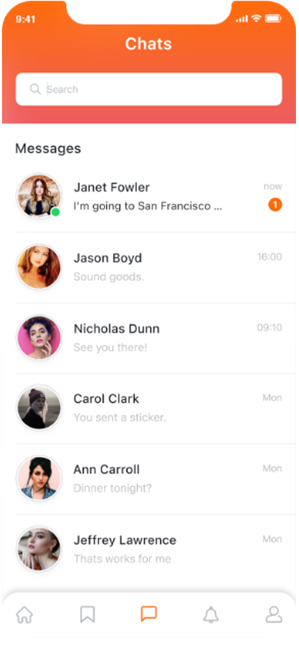 9:41
Chats
Search
Messages
Janet Fowler
now
I'm going to San Francisco ...
1
Jason Boyd
16:00
Sound goods.
Nicholas Dunn
09:10
See you there!
Carol Clark
Mon
You sent a sticker.
Ann Carroll
Mon
Dinner tonight?
Jeffrey Lawrence
Mon
Thats works for me